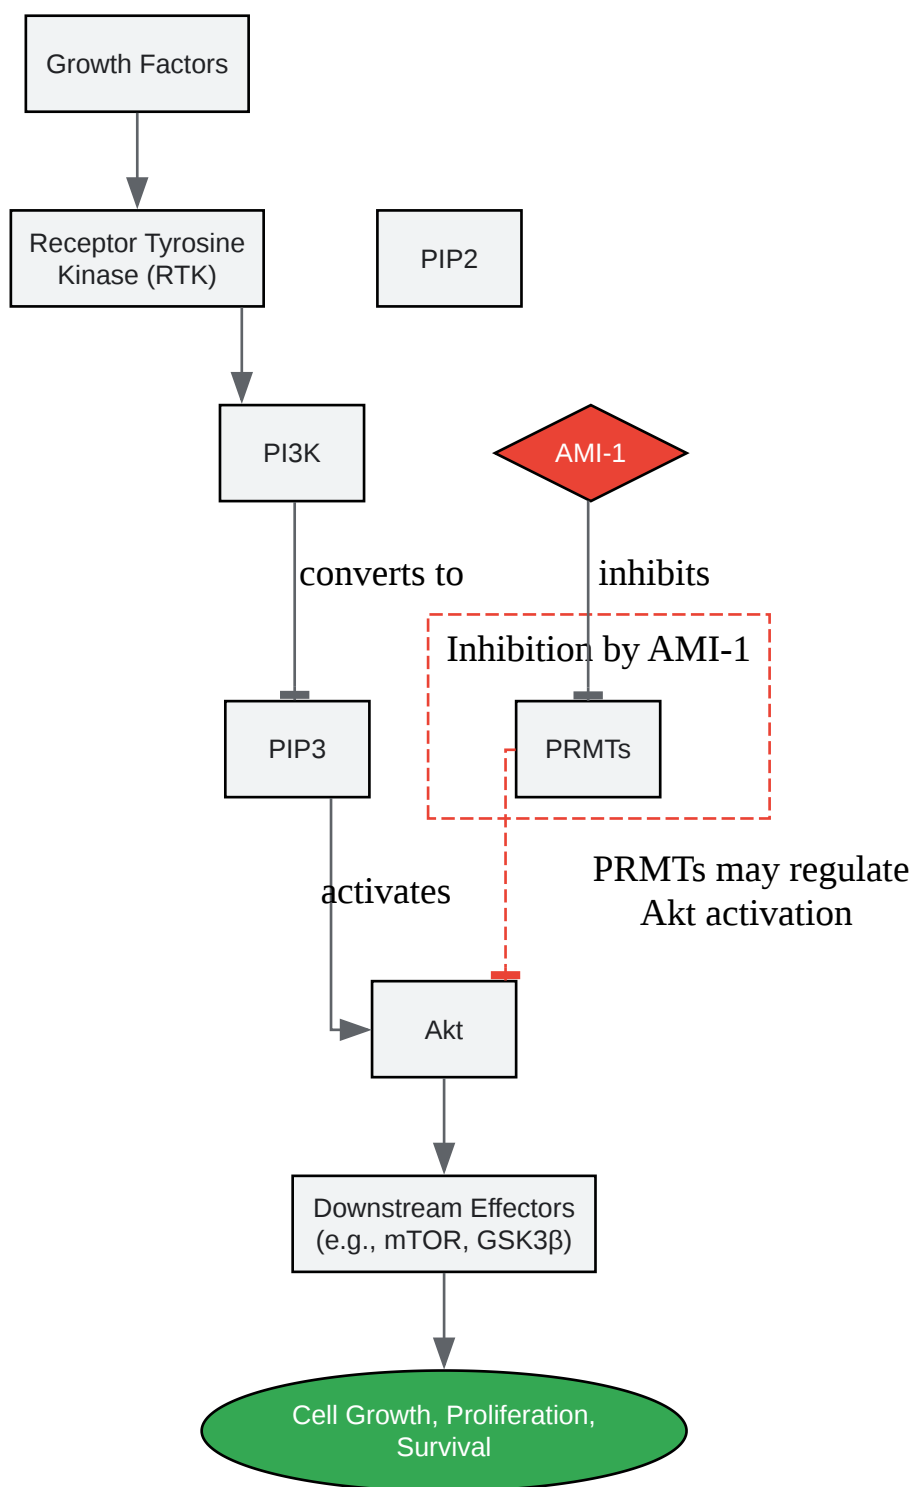 Growth Factors
Receptor Tyrosine
Kinase (RTK)
PIP2
PI3K
AMI-1
converts to
inhibits
Inhibition by AMI-1
PIP3
PRMTs
activates
PRMTs may regulate
Akt activation
Akt
Downstream Effectors
(e.g., mTOR, GSK3β)
Cell Growth, Proliferation,
Survival